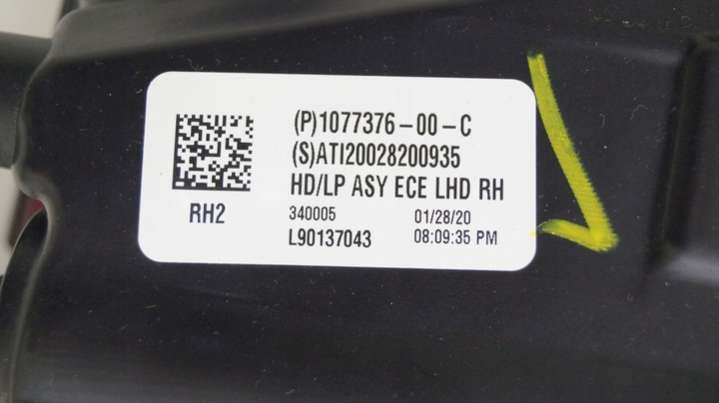 (P)1077376-00-C
(S)ATI20028200935
HD/LP ASY ECE LHD RH
RH2
340005 01/28/20
L90137043 08:09:35 PM